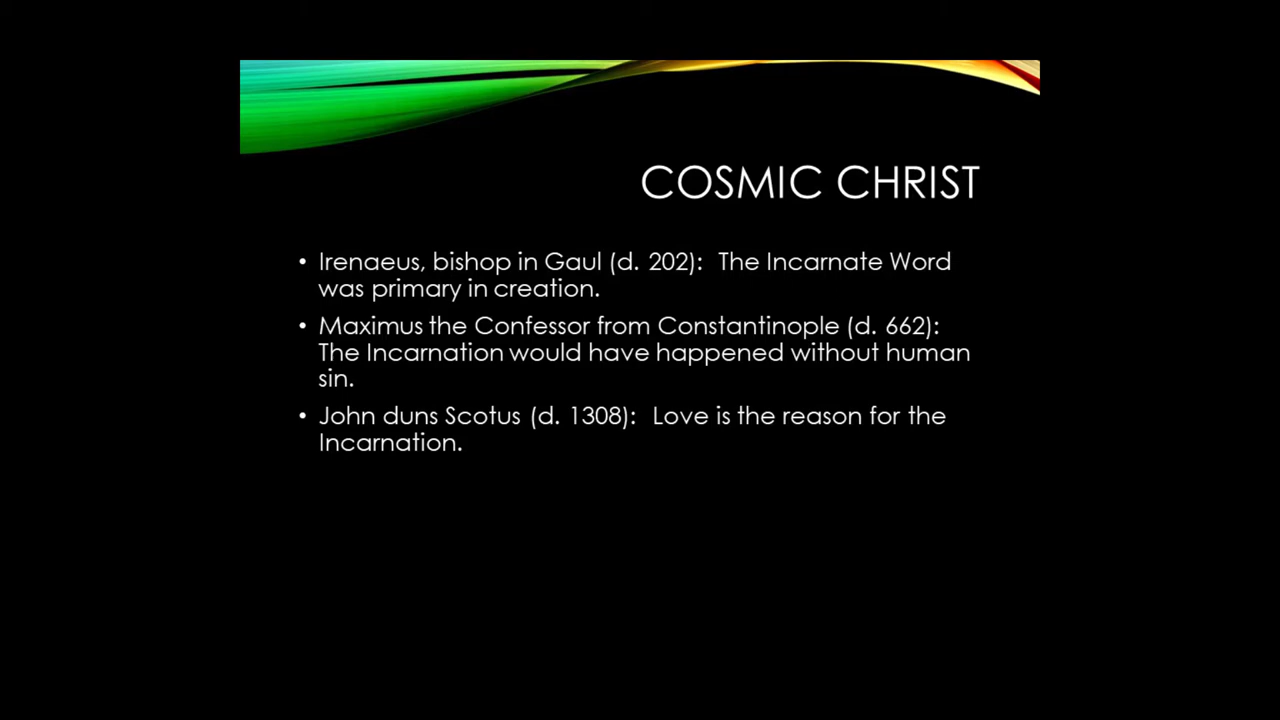 COSMIC CHRIST
• Irenaeus, bishop in Gaul (d. 202): The Incarnate Word
was primary in creation.
• Maximus the Confessor from Constantinople (d. 662):
The Incarnation would have happened without human
sin.
• John duns Scotus (d. 1308): Love is the reason for the
Incarnation.